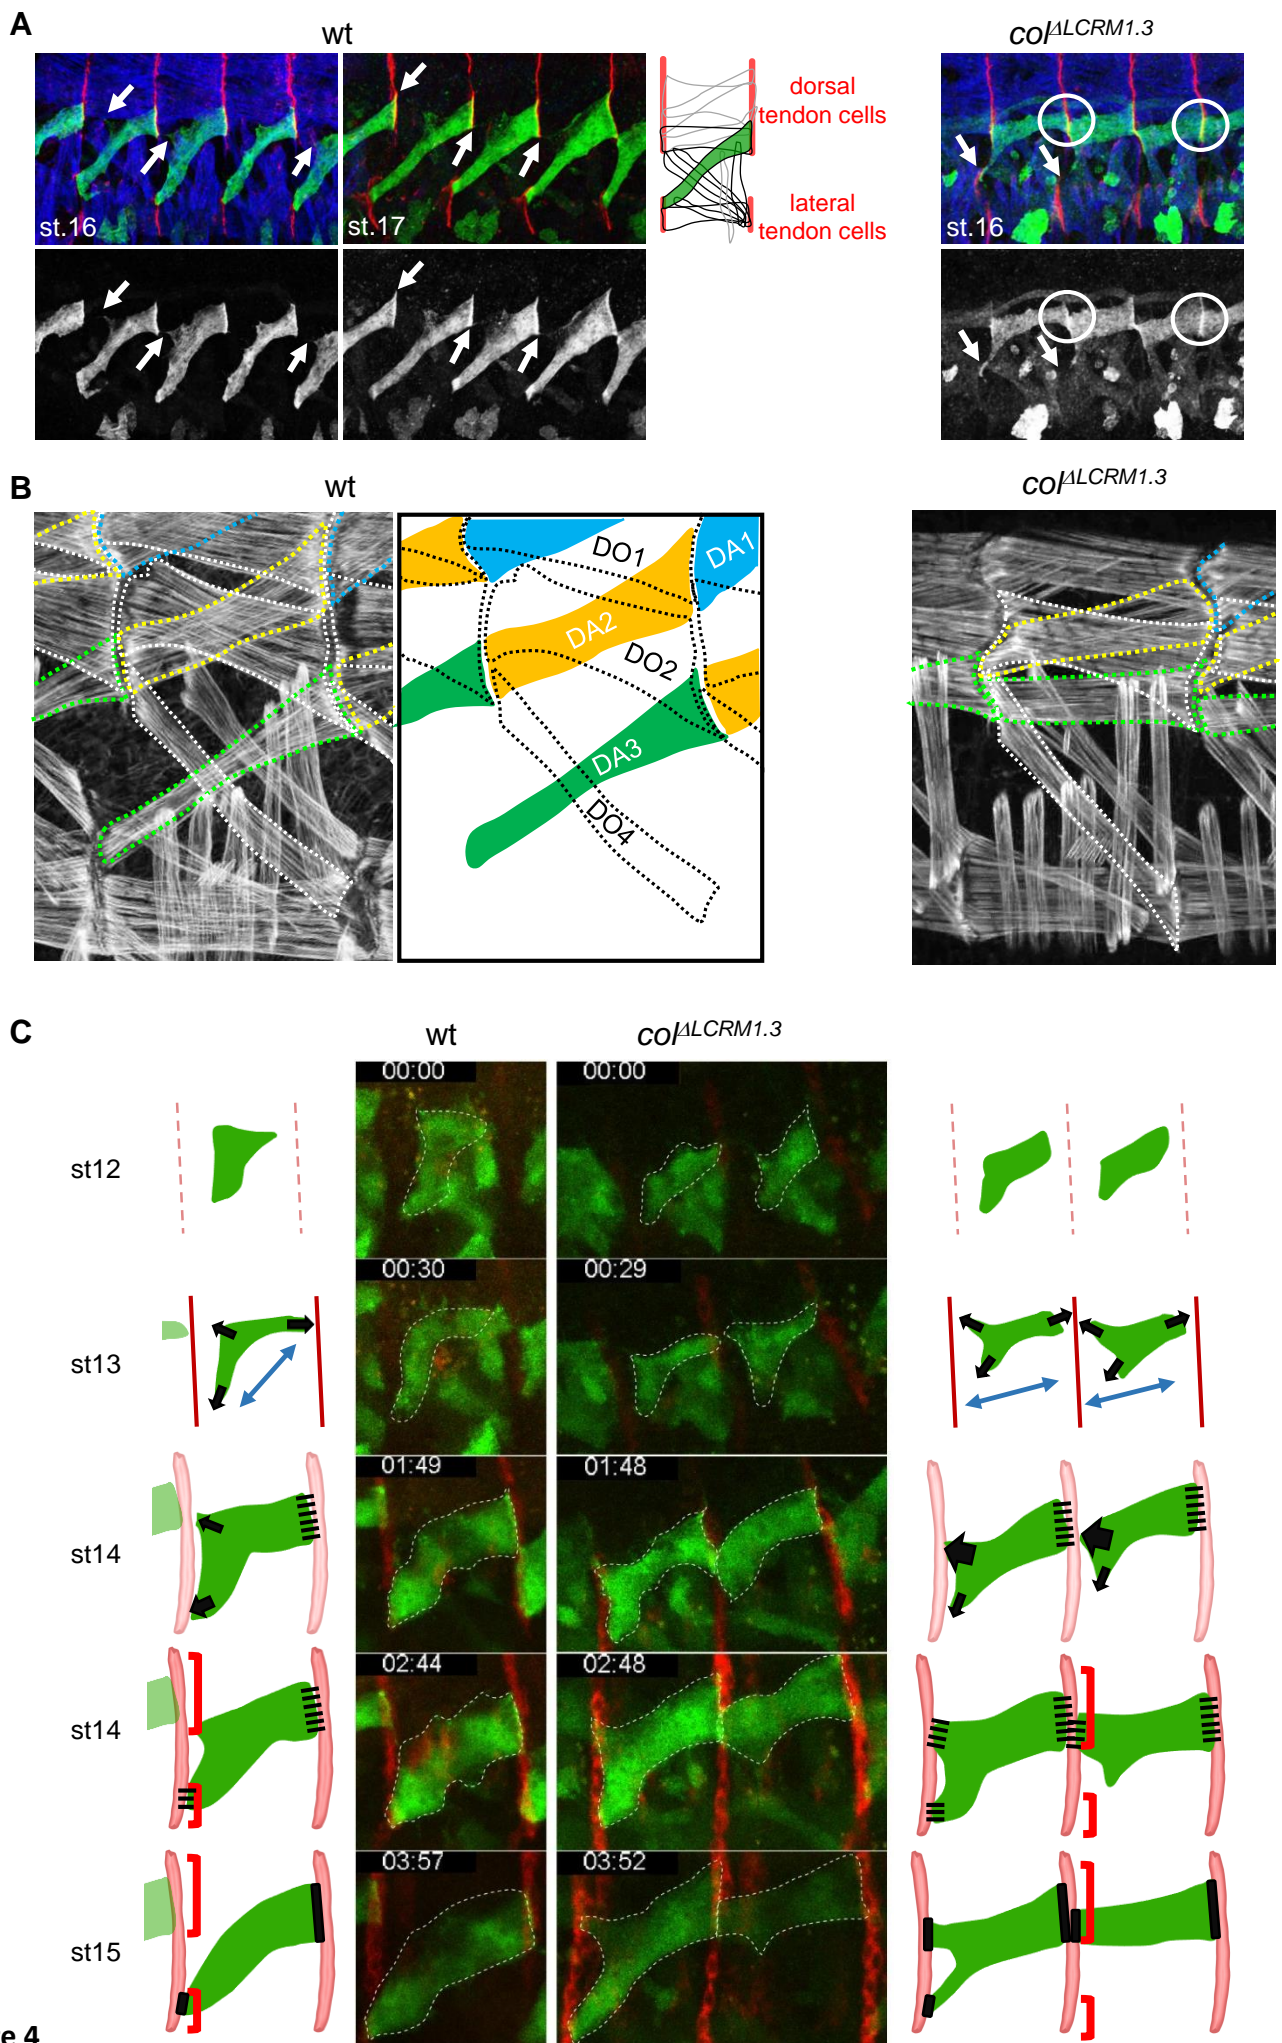 A
wt
col^ΔLCRM1.3
st.16
st.17
dorsal
tendon cells
lateral
tendon cells
st.16
B
wt
col^ΔLCRM1.3
DO1
DA1
DA2
DO2
DA3
DO4
C
wt
col^ΔLCRM1.3
00:00
00:00
st12
00:30
00:29
st13
01:49
01:48
st14
02:44
02:48
st14
03:57
03:52
st15
e 4